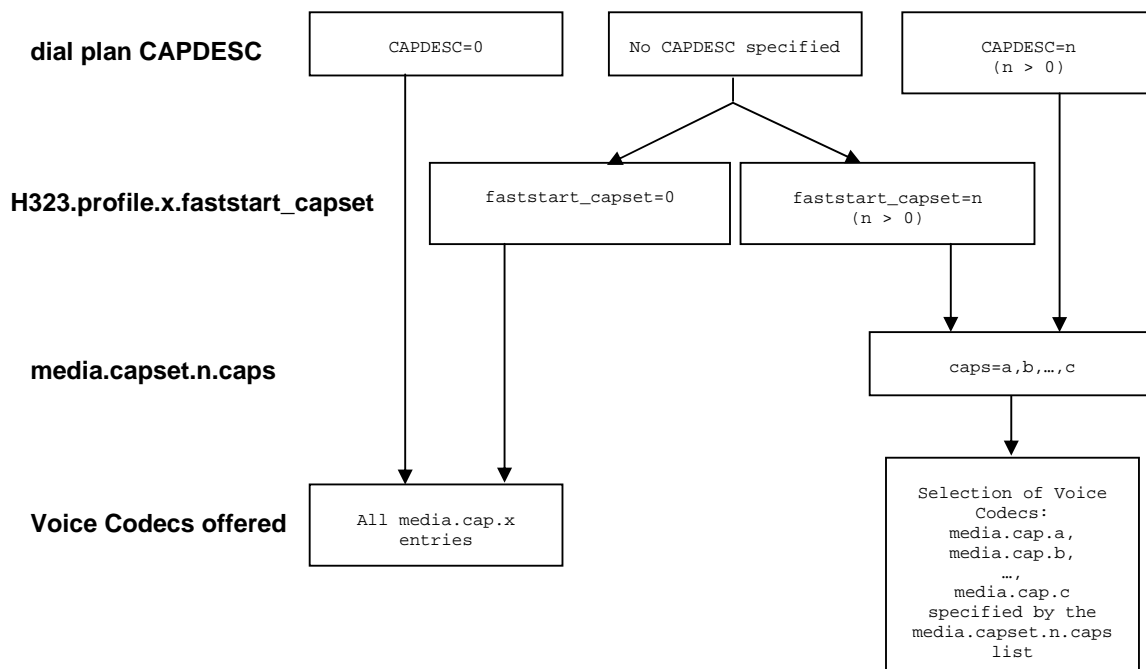 dial plan CAPDESC
CAPDESC=0
No CAPDESC specified
CAPDESC=n
(n > 0)
H323.profile.x.faststart_capset
faststart_capset=0
faststart_capset=n
(n > 0)
media.capset.n.caps
caps=a,b,…,c
Voice Codecs offered
All media.cap.x
entries
Selection of Voice
Codecs:
media.cap.a,
media.cap.b,
…,
media.cap.c
specified by the
media.capset.n.caps
list